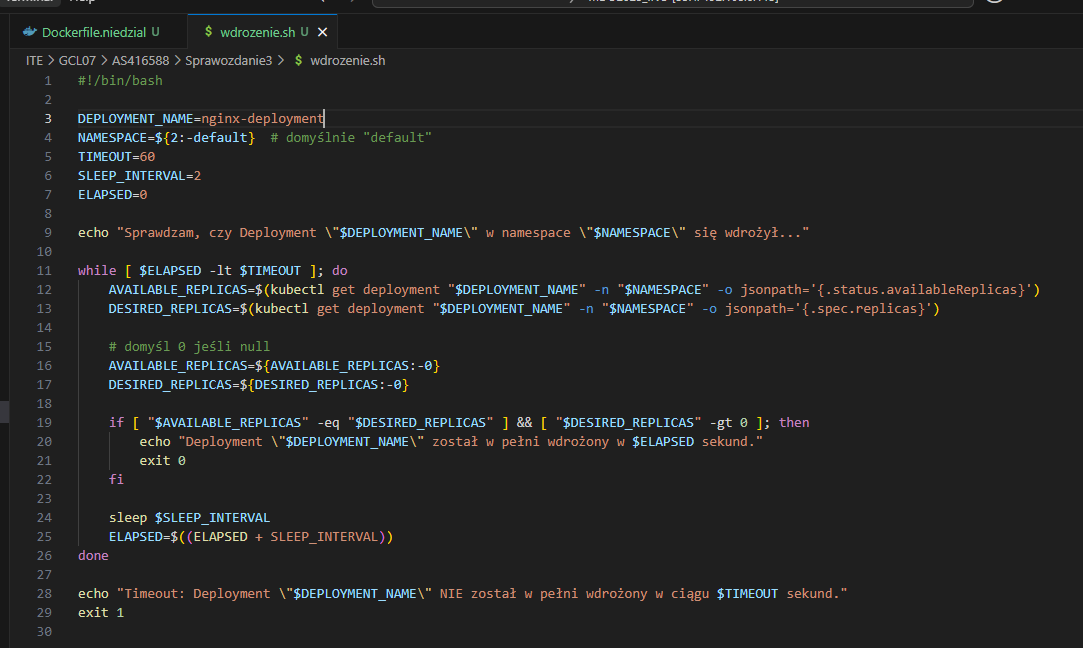 Help
Dockerfile.niedzial U
$ wdrozenie.sh U
ITE > GCL07 > AS416588 > Sprawozdanie3 > $ wdrozenie.sh
1 #!/bin/bash
2
3 DEPLOYMENT_NAME=nginx-deployment
4 NAMESPACE=${2:-default}  # domyślnie "default"
5 TIMEOUT=60
6 SLEEP_INTERVAL=2
7 ELAPSED=0
8
9 echo "Sprawdzam, czy Deployment \"$DEPLOYMENT_NAME\" w namespace \"$NAMESPACE\" się wdrożył..."
10
11 while [ $ELAPSED -lt $TIMEOUT ]; do
12     AVAILABLE_REPLICAS=$(kubectl get deployment "$DEPLOYMENT_NAME" -n "$NAMESPACE" -o jsonpath='{.status.availableReplicas}')
13     DESIRED_REPLICAS=$(kubectl get deployment "$DEPLOYMENT_NAME" -n "$NAMESPACE" -o jsonpath='{.spec.replicas}')
14
15     # domyśl 0 jeśli null
16     AVAILABLE_REPLICAS=${AVAILABLE_REPLICAS:-0}
17     DESIRED_REPLICAS=${DESIRED_REPLICAS:-0}
18
19     if [ "$AVAILABLE_REPLICAS" -eq "$DESIRED_REPLICAS" ] && [ "$DESIRED_REPLICAS" -gt 0 ]; then
20         echo "Deployment \"$DEPLOYMENT_NAME\" został w pełni wdrożony w $ELAPSED sekund."
21         exit 0
22     fi
23
24     sleep $SLEEP_INTERVAL
25     ELAPSED=$((ELAPSED + SLEEP_INTERVAL))
26 done
27
28 echo "Timeout: Deployment \"$DEPLOYMENT_NAME\" NIE został w pełni wdrożony w ciągu $TIMEOUT sekund."
29 exit 1
30